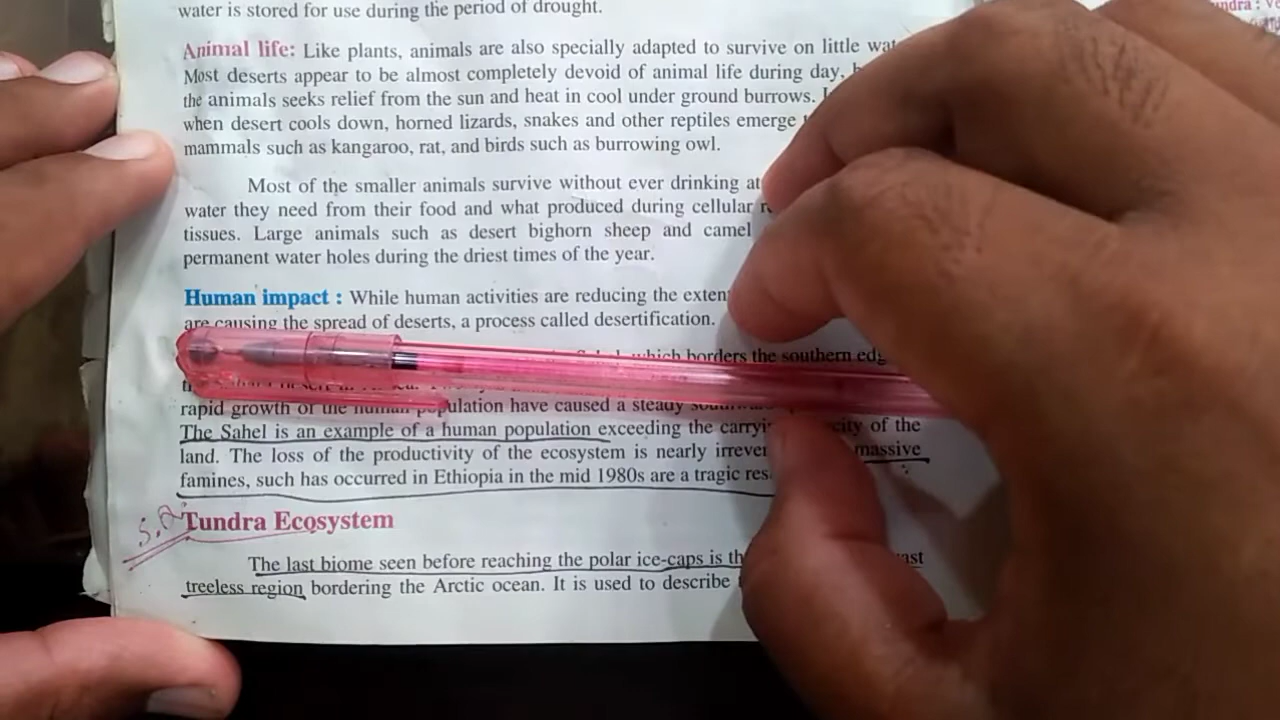 water is stored for use during the period of drought.
Animal life: Like plants, animals are also specially adapted to survive on little
Most deserts appear to be almost completely devoid of animal life during day,
the animals seeks relief from the sun and heat in cool under ground burrows.
when desert cools down, horned lizards, snakes and other reptiles emerge
mammals such as kangaroo, rat, and birds such as burrowing owl.
Most of the smaller animals survive without ever drinking
water they need from their food and what produced during cellular
tissues. Large animals such as desert bighorn sheep and camel
permanent water holes during the driest times of the year.
Human impact : While human activities are reducing the
are causing the spread of deserts, a process called desertification.
which borders the southern
rapid growth of the human population have caused a steady
The Sahel is an example of a human population exceeding the of the
land. The loss of the productivity of the ecosystem is nearly massive
famines, such has occurred in Ethiopia in the mid 1980s are a tragic
S.Q
Tundra Ecosystem
The last biome seen before reaching the polar ice-caps is
treeless region bordering the Arctic ocean. It is used to describe